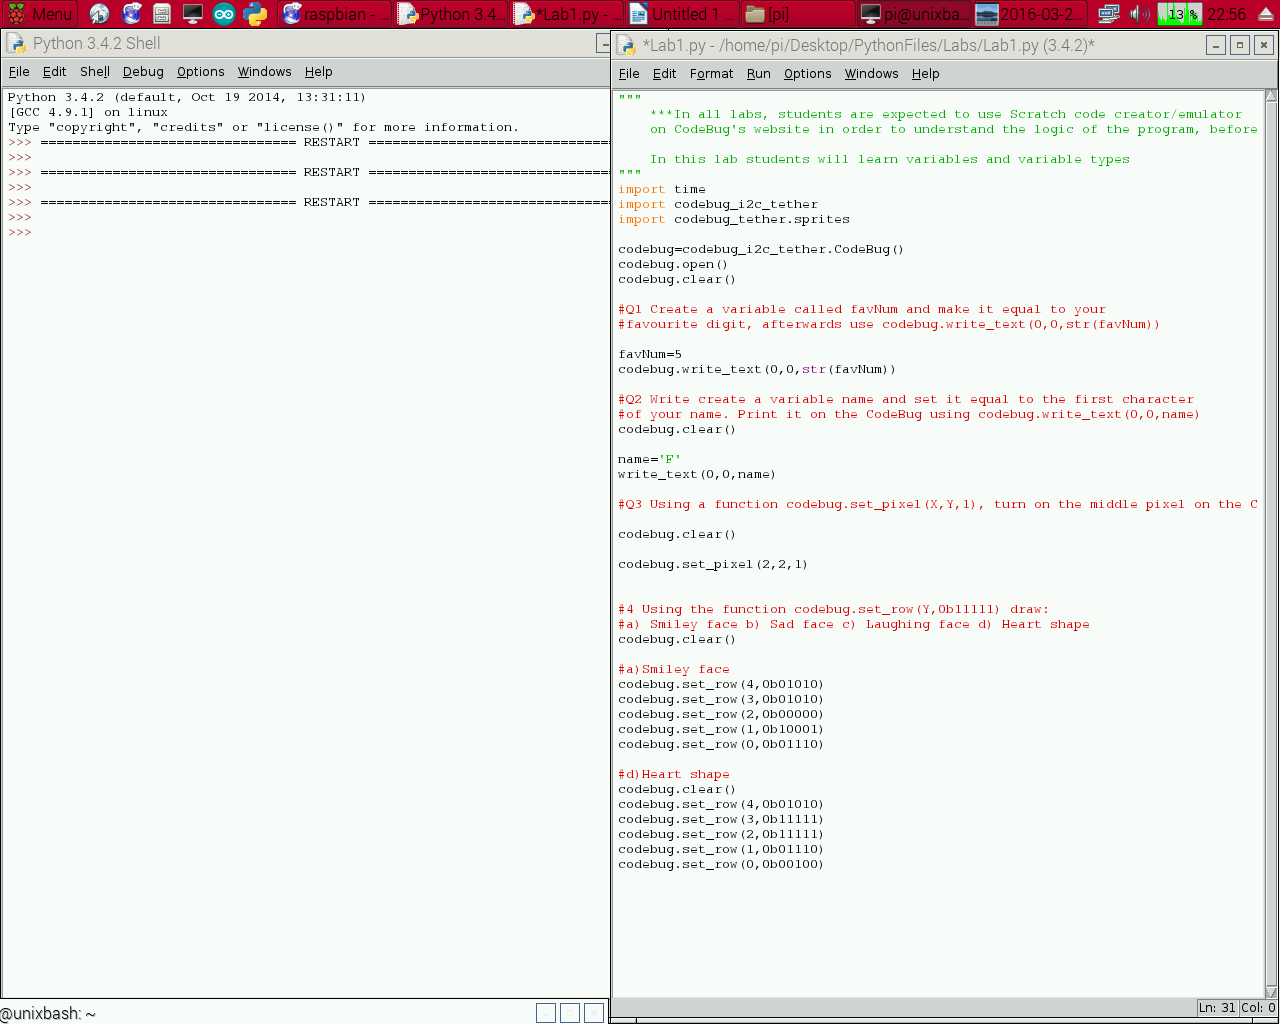 Menu
raspbian - ...
Python 3.4...
*Lab1.py - ...
Untitled 1 ...
[pi]
pi@unixba...
2016-03-2...
13 %
22:56
Python 3.4.2 Shell
File Edit Shell Debug Options Windows Help
Python 3.4.2 (default, Oct 19 2014, 13:31:11)
[GCC 4.9.1] on linux
Type "copyright", "credits" or "license()" for more information.
>>> ================================ RESTART ==============================
>>>
>>> ================================ RESTART ==============================
>>>
>>> ================================ RESTART ==============================
>>>
>>>
@unixbash: ~
*Lab1.py - /home/pi/Desktop/PythonFiles/Labs/Lab1.py (3.4.2)*
File Edit Format Run Options Windows Help
"""
***In all labs, students are expected to use Scratch code creator/emulator
on CodeBug's website in order to understand the logic of the program, before
In this lab students will learn variables and variable types
"""
import time
import codebug_i2c_tether
import codebug_tether.sprites
codebug=codebug_i2c_tether.CodeBug()
codebug.open()
codebug.clear()
#Q1 Create a variable called favNum and make it equal to your
#favourite digit, afterwards use codebug.write_text(0,0,str(favNum))
favNum=5
codebug.write_text(0,0,str(favNum))
#Q2 Write create a variable name and set it equal to the first character
#of your name. Print it on the CodeBug using codebug.write_text(0,0,name)
codebug.clear()
name='F'
write_text(0,0,name)
#Q3 Using a function codebug.set_pixel(X,Y,1), turn on the middle pixel on the C
codebug.clear()
codebug.set_pixel(2,2,1)
#4 Using the function codebug.set_row(Y,0b11111) draw:
#a) Smiley face b) Sad face c) Laughing face d) Heart shape
codebug.clear()
#a)Smiley face
codebug.set_row(4,0b01010)
codebug.set_row(3,0b01010)
codebug.set_row(2,0b00000)
codebug.set_row(1,0b10001)
codebug.set_row(0,0b01110)
#d)Heart shape
codebug.clear()
codebug.set_row(4,0b01010)
codebug.set_row(3,0b11111)
codebug.set_row(2,0b11111)
codebug.set_row(1,0b01110)
codebug.set_row(0,0b00100)
Ln: 31 Col: 0